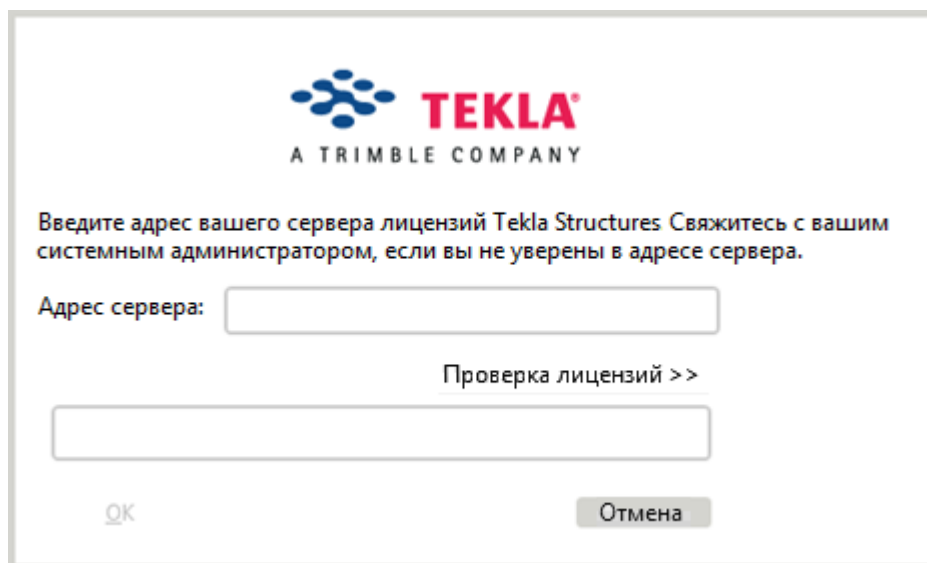 TEKLA®
A TRIMBLE COMPANY
Введите адрес вашего сервера лицензий Tekla Structures Свяжитесь с вашим
системным администратором, если вы не уверены в адресе сервера.
Адрес сервера:
Проверка лицензий >>
OK
Отмена